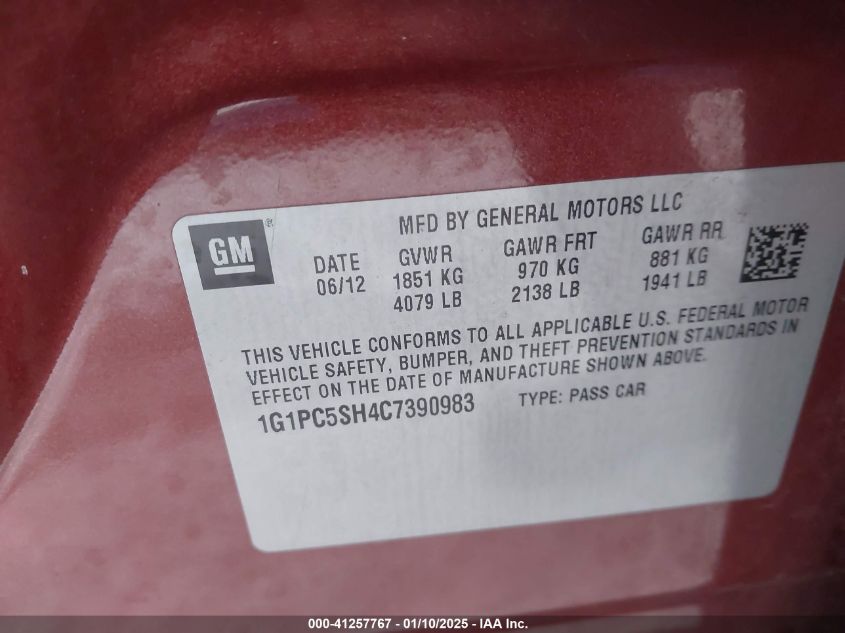 GM
MFD BY GENERAL MOTORS LLC
DATE GVWR GAWR FRT GAWR RR
06/12 1851 KG 970 KG 881 KG
4079 LB 2138 LB 1941 LB
THIS VEHICLE CONFORMS TO ALL APPLICABLE U.S. FEDERAL MOTOR
VEHICLE SAFETY, BUMPER, AND THEFT PREVENTION STANDARDS IN
EFFECT ON THE DATE OF MANUFACTURE SHOWN ABOVE.
1G1PC5SH4C7390983 TYPE: PASS CAR
000-41257767 — 01/10/2025 — IAA Inc.